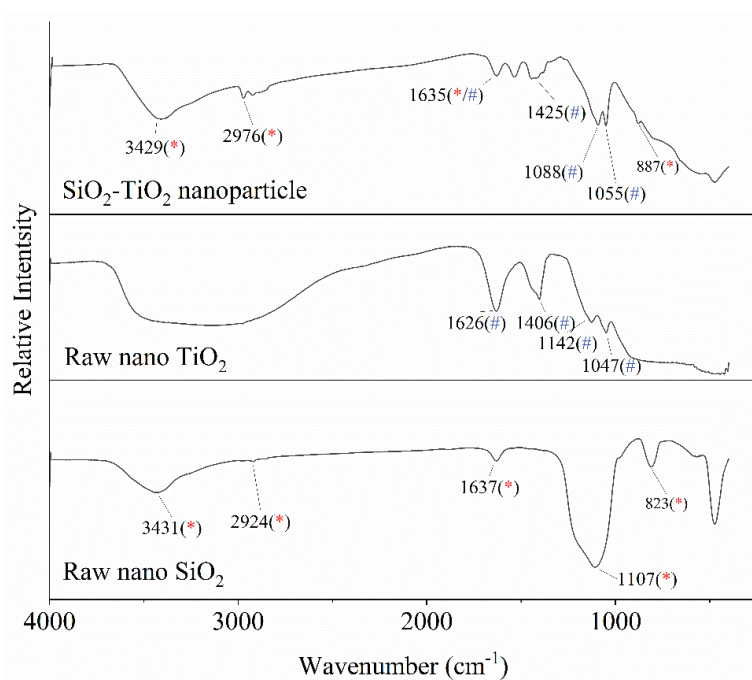 1635(*/#)
1425(#)
2976(*)
3429(*)
1088(#)
887(*)
1055(#)
SiO₂-TiO₂ nanoparticle
1626(#)
1406(#)
1142(#)
1047(#)
Raw nano TiO₂
1637(*)
823(*)
2924(*)
3431(*)
1107(*)
Raw nano SiO₂
Relative Intentsity
4000 3000 2000 1000
Wavenumber (cm⁻¹)